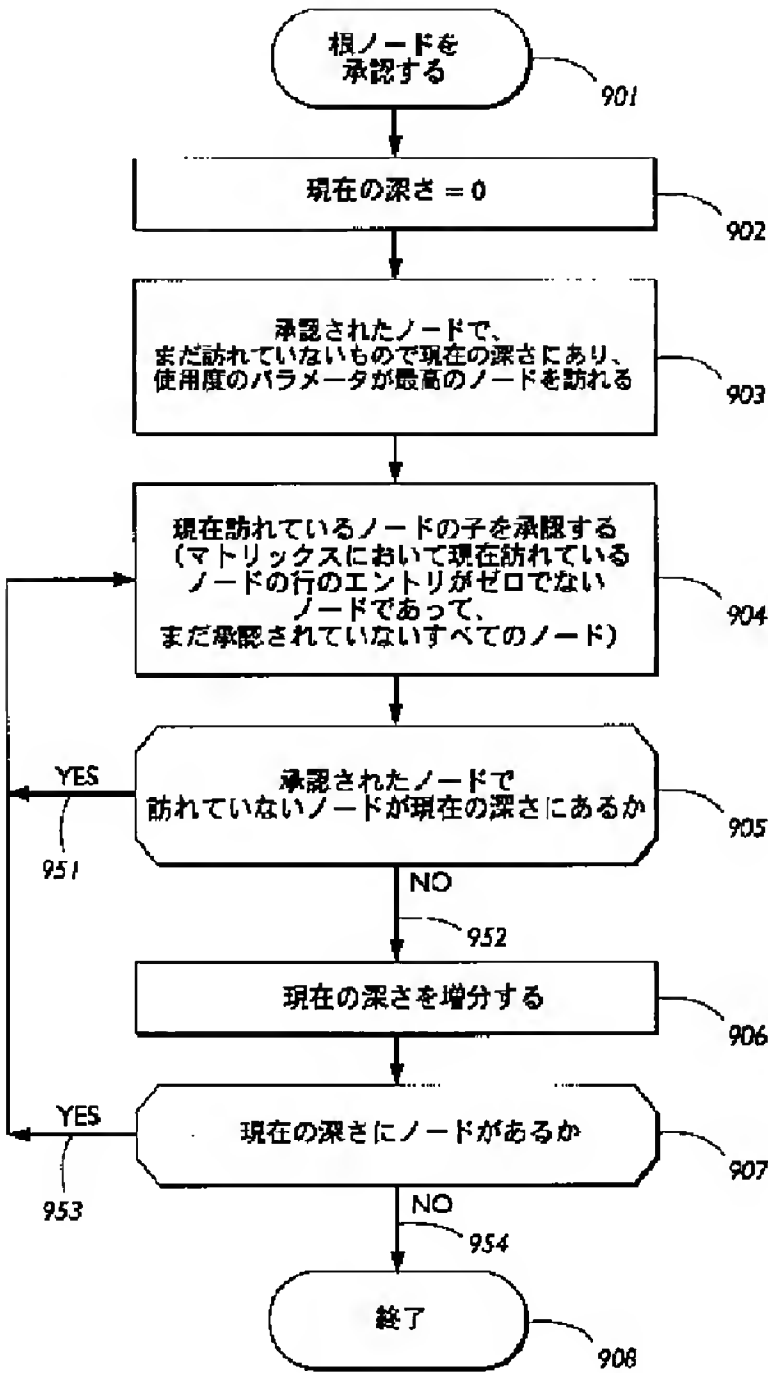 根ノードを
承認する
901
現在の深さ = 0
902
承認されたノードで、
まだ訪れていないもので現在の深さにあり、
使用度のパラメータが最高のノードを訪れる
903
現在訪れているノードの子を承認する
(マトリックスにおいて現在訪れている
ノードの行のエントリがゼロでない
ノードであって、
まだ承認されていないすべてのノード)
904
承認されたノードで
訪れていないノードが現在の深さにあるか
905
YES
951
NO
952
現在の深さを増分する
906
現在の深さにノードがあるか
907
YES
953
NO
954
終了
908